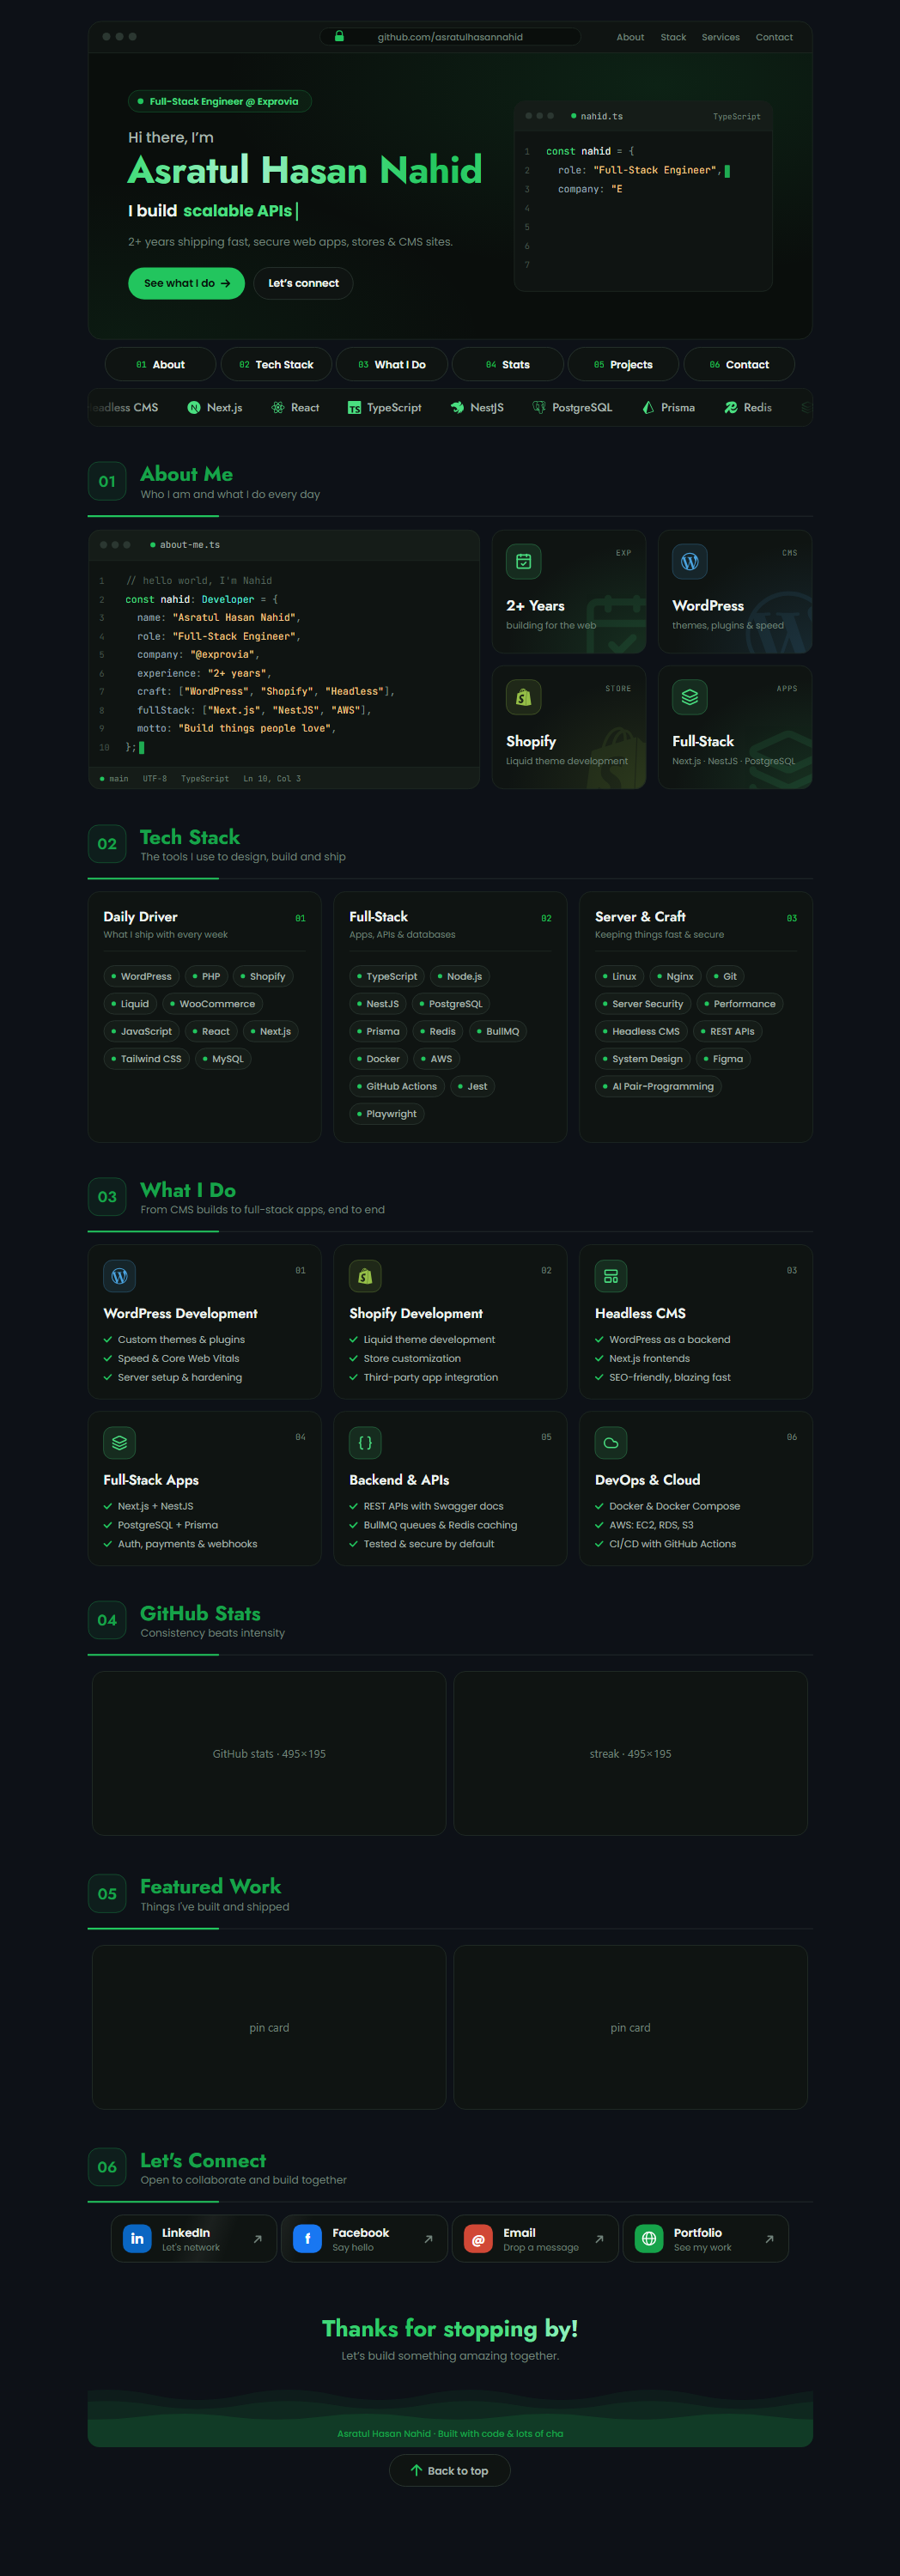 github.com/asratulhasannahid
About Stack Services Contact
Full-Stack Engineer @ Exprovia
Hi there, I'm
Asratul Hasan Nahid
I build scalable APIs
2+ years shipping fast, secure web apps, stores & CMS sites.
See what I do →
Let's connect
nahid.ts TypeScript
1 const nahid = {
2 role: "Full-Stack Engineer",
3 company: "E
4
5
6
7
01 About
02 Tech Stack
03 What I Do
04 Stats
05 Projects
06 Contact
eadless CMS Next.js React TypeScript NestJS PostgreSQL Prisma Redis
01 About Me
Who I am and what I do every day
about-me.ts
1 // hello world, I'm Nahid
2 const nahid: Developer = {
3 name: "Asratul Hasan Nahid",
4 role: "Full-Stack Engineer",
5 company: "@exprovia",
6 experience: "2+ years",
7 craft: ["WordPress", "Shopify", "Headless"],
8 fullStack: ["Next.js", "NestJS", "AWS"],
9 motto: "Build things people love",
10 };
main UTF-8 TypeScript Ln 10, Col 3
EXP
2+ Years
building for the web
CMS
WordPress
themes, plugins & speed
STORE
Shopify
Liquid theme development
APPS
Full-Stack
Next.js · NestJS · PostgreSQL
02 Tech Stack
The tools I use to design, build and ship
Daily Driver 01
What I ship with every week
WordPress PHP Shopify
Liquid WooCommerce
JavaScript React Next.js
Tailwind CSS MySQL
Full-Stack 02
Apps, APIs & databases
TypeScript Node.js
NestJS PostgreSQL
Prisma Redis BullMQ
Docker AWS
GitHub Actions Jest
Playwright
Server & Craft 03
Keeping things fast & secure
Linux Nginx Git
Server Security Performance
Headless CMS REST APIs
System Design Figma
AI Pair-Programming
03 What I Do
From CMS builds to full-stack apps, end to end
01
WordPress Development
Custom themes & plugins
Speed & Core Web Vitals
Server setup & hardening
02
Shopify Development
Liquid theme development
Store customization
Third-party app integration
03
Headless CMS
WordPress as a backend
Next.js frontends
SEO-friendly, blazing fast
04
Full-Stack Apps
Next.js + NestJS
PostgreSQL + Prisma
Auth, payments & webhooks
05
Backend & APIs
REST APIs with Swagger docs
BullMQ queues & Redis caching
Tested & secure by default
06
DevOps & Cloud
Docker & Docker Compose
AWS: EC2, RDS, S3
CI/CD with GitHub Actions
04 GitHub Stats
Consistency beats intensity
GitHub stats · 495×195
streak · 495×195
05 Featured Work
Things I've built and shipped
pin card
pin card
06 Let's Connect
Open to collaborate and build together
LinkedIn
Let's network
Facebook
Say hello
Email
Drop a message
Portfolio
See my work
Thanks for stopping by!
Let's build something amazing together.
Asratul Hasan Nahid · Built with code & lots of cha
Back to top